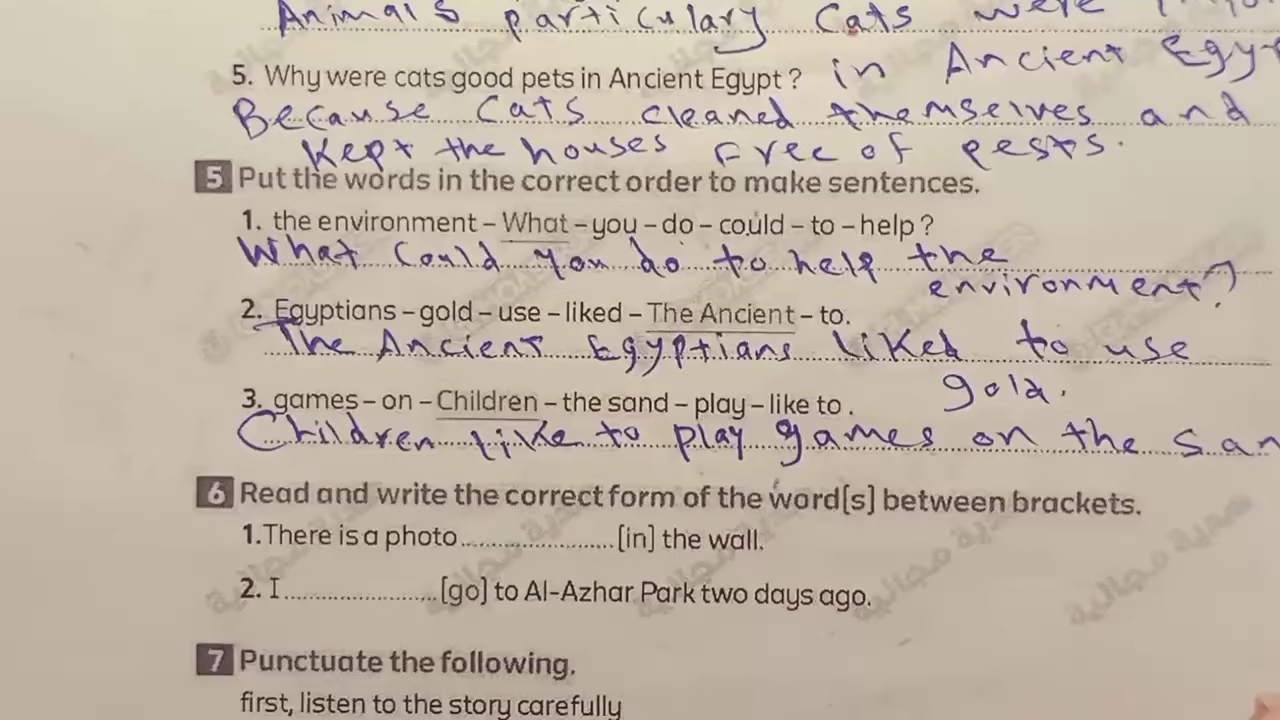 Animals particulary Cats were
5. Why were cats good pets in Ancient Egypt ? in Ancient
Because Cats cleaned themselves and
Kept the houses Free of pests.
5 Put the words in the correct order to make sentences.
1. the environment – What – you – do – could – to – help ?
What Could you do to help the
environment?
2. Egyptians – gold – use – liked – The Ancient – to.
The Ancient Egyptians liked to use
gold.
3. games – on – Children – the sand – play – like to .
Children like to play games on the
6 Read and write the correct form of the word[s] between brackets.
1.There is a photo........................[in] the wall.
2. I........................[go] to Al-Azhar Park two days ago.
7 Punctuate the following.
first, listen to the story carefully